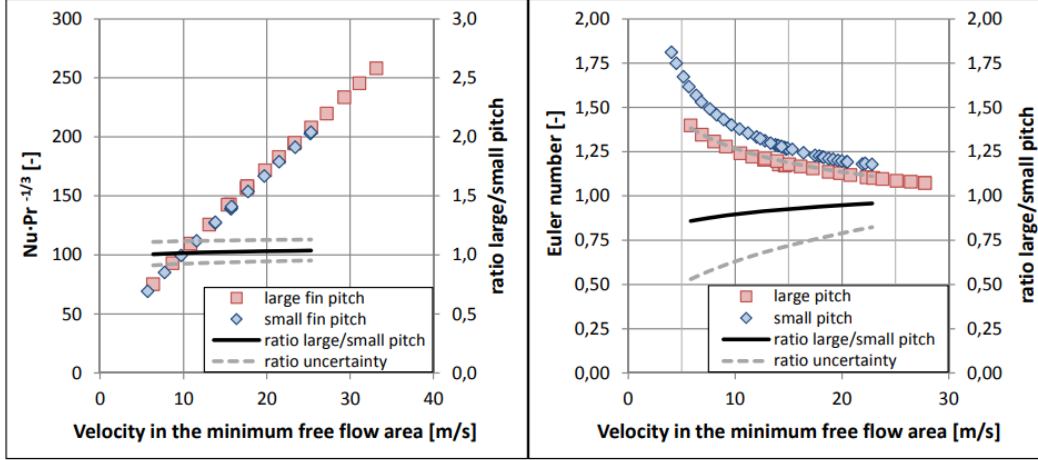 300
250
200
150
100
50
0
3,0
2,5
2,0
1,5
1,0
0,5
0,0
0
10
20
30
40
Nu·Pr -1/3 [-]
ratio large/small pitch
large fin pitch
small fin pitch
ratio large/small pitch
ratio uncertainty
Velocity in the minimum free flow area [m/s]
2,00
1,75
1,50
1,25
1,00
0,75
0,50
0,25
0,00
2,00
1,75
1,50
1,25
1,00
0,75
0,50
0,25
0,00
0
10
20
30
Euler number [-]
ratio large/small pitch
large pitch
small pitch
ratio large/small pitch
ratio uncertainty
Velocity in the minimum free flow area [m/s]